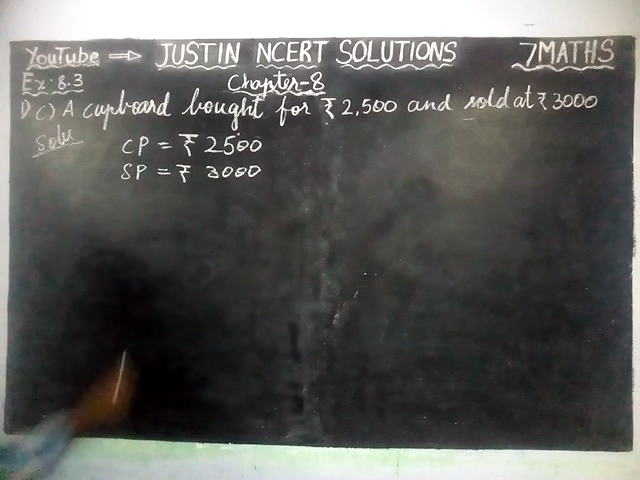 YouTube ⇒ JUSTIN NCERT SOLUTIONS 7MATHS
Ex: 8.3 Chapter-8
1) c) A cupboard bought for ₹ 2,500 and sold at ₹ 3000
Soln
CP = ₹ 2500
SP = ₹ 3000